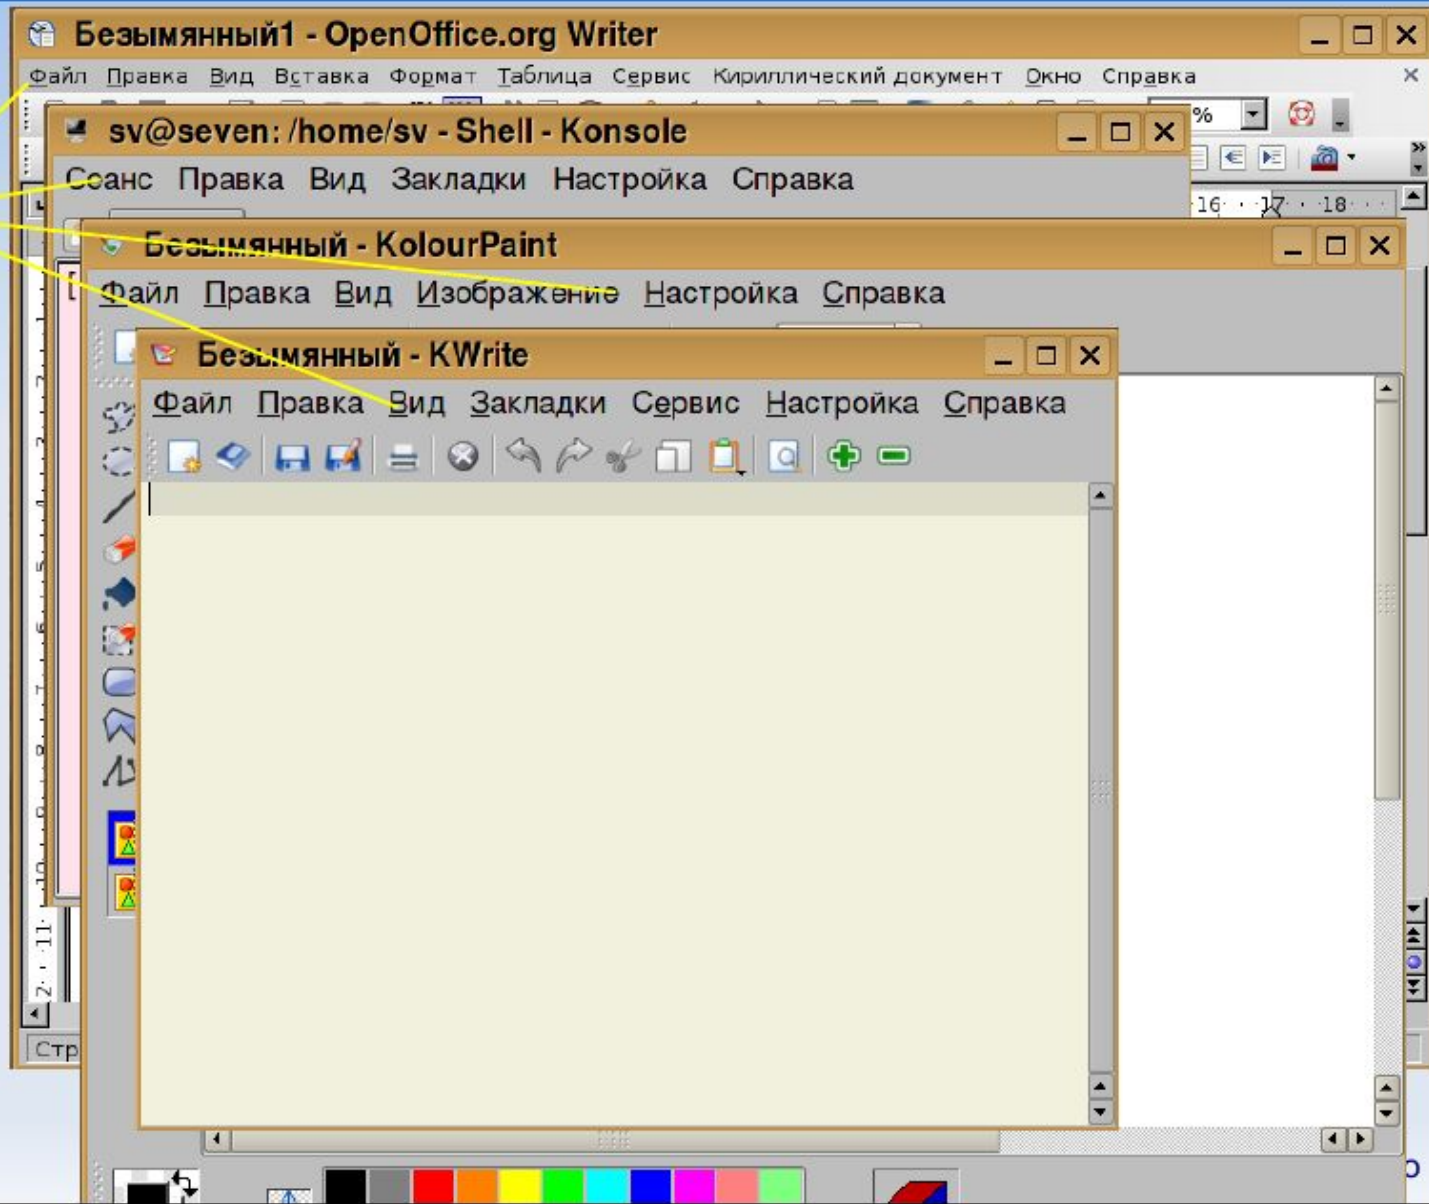 Безымянный1 - OpenOffice.org Writer
Файл Правка Вид Вставка Формат Таблица Сервис Кириллический документ Окно Справка
%
sv@seven: /home/sv - Shell - Konsole
Сеанс Правка Вид Закладки Настройка Справка
16 17 18
Безымянный - KolourPaint
[
Файл Правка Вид Изображение Настройка Справка
Безымянный - KWrite
Файл Правка Вид Закладки Сервис Настройка Справка
11
Стр